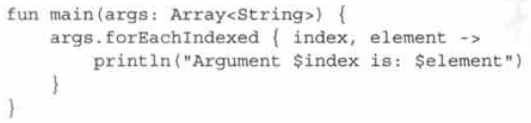 fun main(args: Array<String>) {
    args.forEachIndexed { index, element ->
        println("Argument $index is: $element")
    }
}